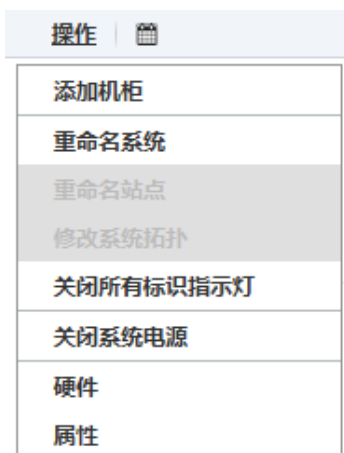 操作
添加机柜
重命名系统
重命名站点
修改系统拓扑
关闭所有标识指示灯
关闭系统电源
硬件
属性